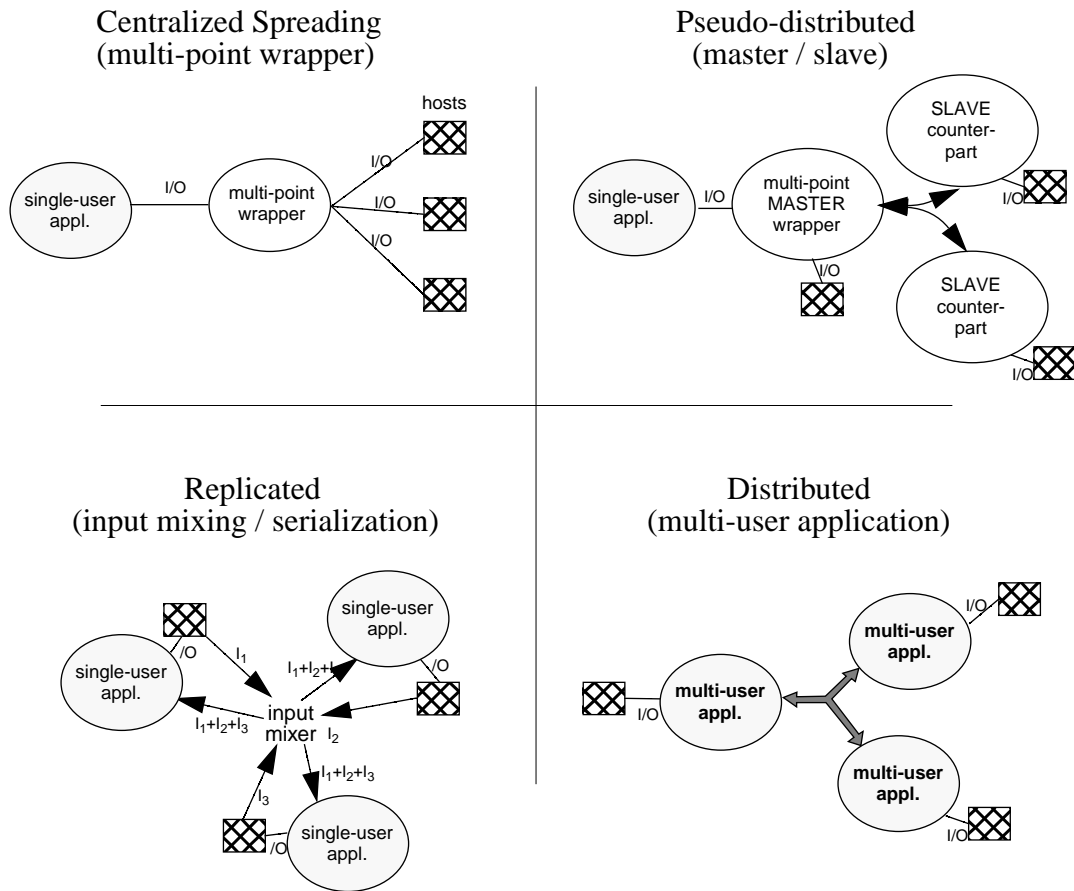 Centralized Spreading
(multi-point wrapper)
hosts
I/O
I/O
I/O
I/O
single-user
appl.
multi-point
wrapper
Pseudo-distributed
(master / slave)
SLAVE
counter-
part
I/O
single-user
appl.
I/O
multi-point
MASTER
wrapper
I/O
SLAVE
counter-
part
I/O
Replicated
(input mixing / serialization)
single-user
appl.
/O
I1
single-user
appl.
/O
I1+I2+I
I1+I2+I3
input
mixer
I2
I1+I2+I3
I3
/O
single-user
appl.
Distributed
(multi-user application)
I/O
multi-user
appl.
I/O
multi-user
appl.
multi-user
appl.
I/O